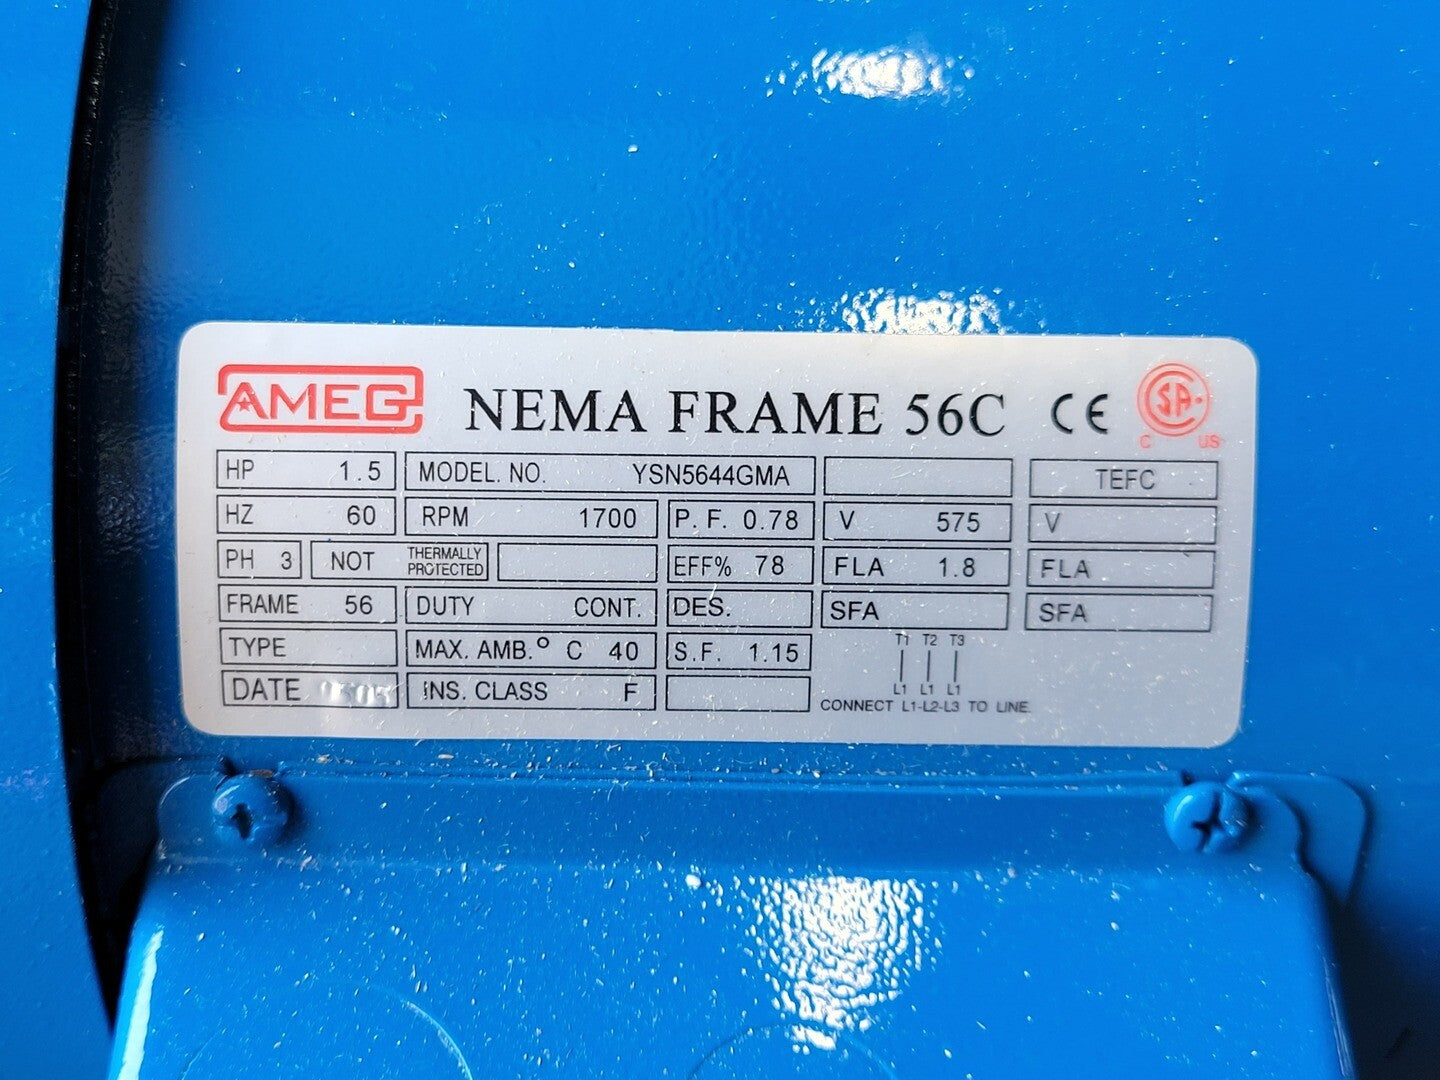 AMEG NEMA FRAME 56C CE CSA C US
HP 1.5 MODEL. NO. YSN5644GMA TEFC
HZ 60 RPM 1700 P. F. 0.78 V 575 V
PH 3 NOT THERMALLY PROTECTED EFF% 78 FLA 1.8 FLA
FRAME 56 DUTY CONT. DES. SFA SFA
TYPE MAX. AMB.° C 40 S.F. 1.15
T1 T2 T3
L1 L1 L1
DATE INS. CLASS F
CONNECT L1-L2-L3 TO LINE.